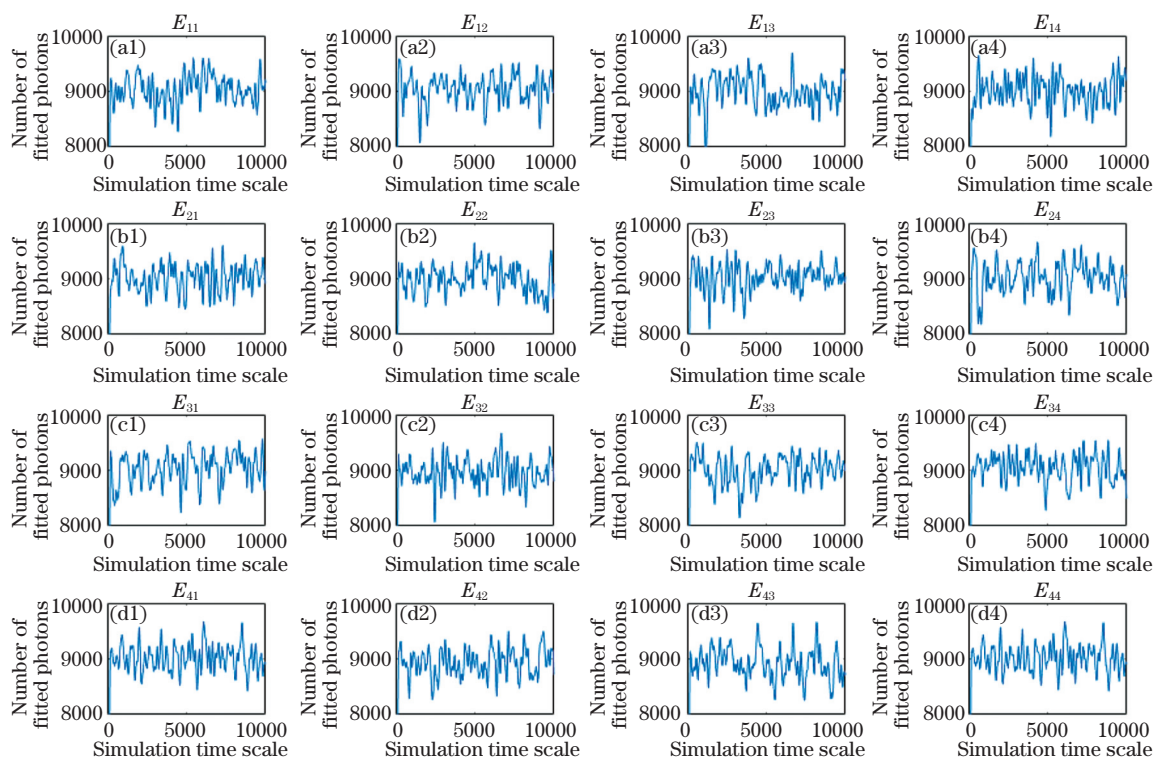 E₁₁ E₁₂ E₁₃ E₁₄
(a1) (a2) (a3) (a4)
Number of fitted photons Number of fitted photons Number of fitted photons Number of fitted photons
10000 10000 10000 10000
9000 9000 9000 9000
8000 8000 8000 8000
0 5000 10000 0 5000 10000 0 5000 10000 0 5000 10000
Simulation time scale Simulation time scale Simulation time scale Simulation time scale
E₂₁ E₂₂ E₂₃ E₂₄
(b1) (b2) (b3) (b4)
Number of fitted photons Number of fitted photons Number of fitted photons Number of fitted photons
10000 10000 10000 10000
9000 9000 9000 9000
8000 8000 8000 8000
0 5000 10000 0 5000 10000 0 5000 10000 0 5000 10000
Simulation time scale Simulation time scale Simulation time scale Simulation time scale
E₃₁ E₃₂ E₃₃ E₃₄
(c1) (c2) (c3) (c4)
Number of fitted photons Number of fitted photons Number of fitted photons Number of fitted photons
10000 10000 10000 10000
9000 9000 9000 9000
8000 8000 8000 8000
0 5000 10000 0 5000 10000 0 5000 10000 0 5000 10000
Simulation time scale Simulation time scale Simulation time scale Simulation time scale
E₄₁ E₄₂ E₄₃ E₄₄
(d1) (d2) (d3) (d4)
Number of fitted photons Number of fitted photons Number of fitted photons Number of fitted photons
10000 10000 10000 10000
9000 9000 9000 9000
8000 8000 8000 8000
0 5000 10000 0 5000 10000 0 5000 10000 0 5000 10000
Simulation time scale Simulation time scale Simulation time scale Simulation time scale